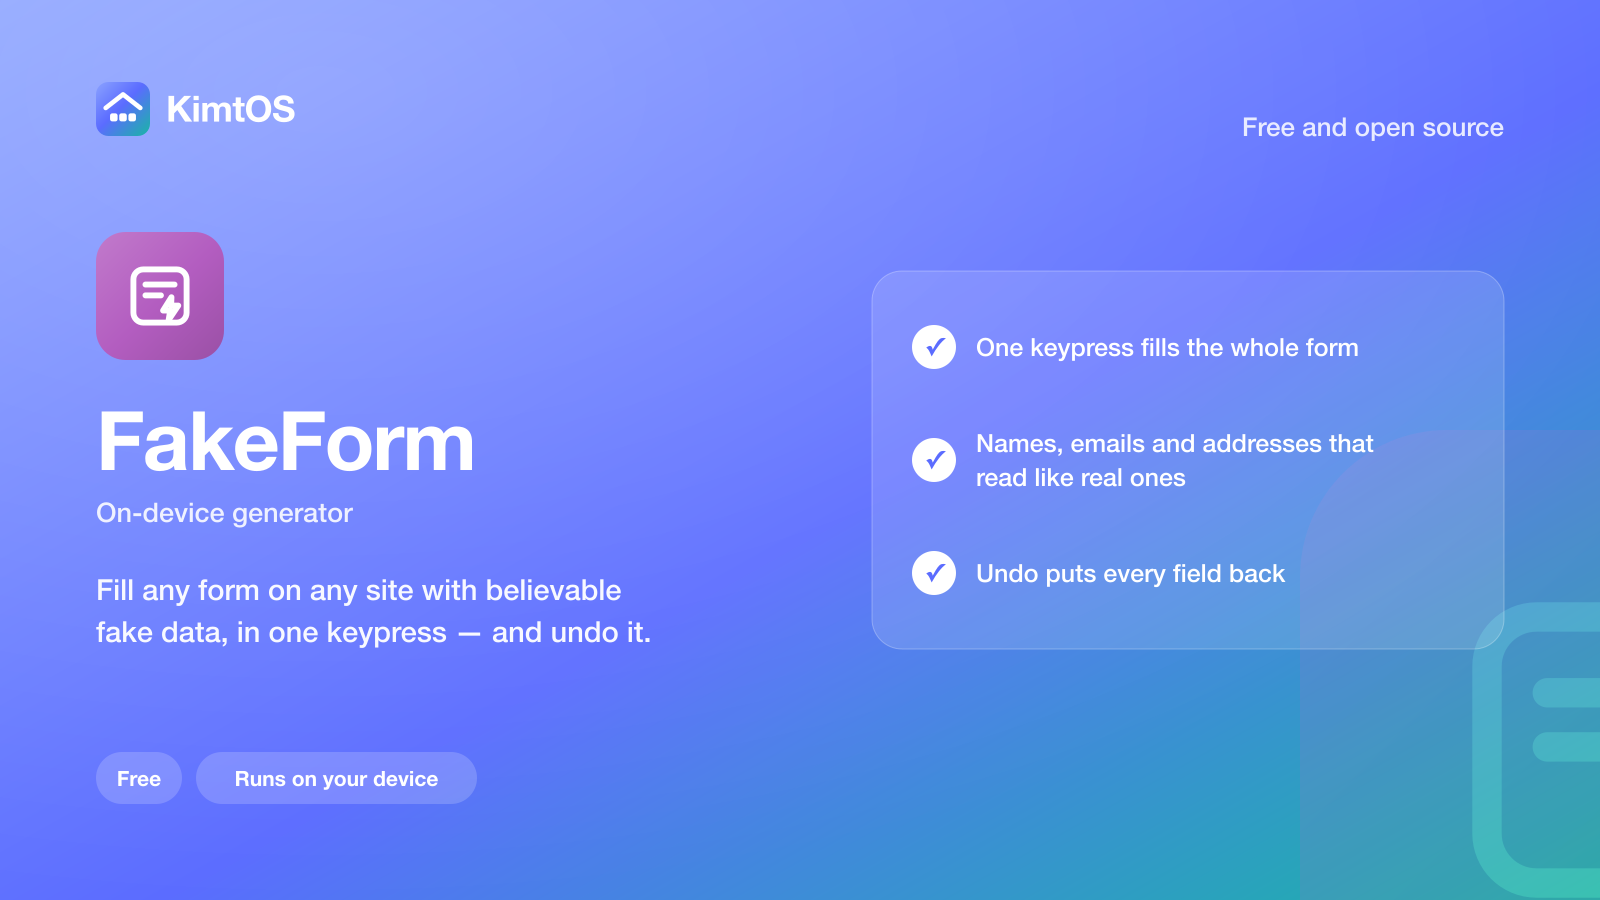 KimtOS
Free and open source
FakeForm
On-device generator
Fill any form on any site with believable
fake data, in one keypress — and undo it.
One keypress fills the whole form
Names, emails and addresses that
read like real ones
Undo puts every field back
Free
Runs on your device